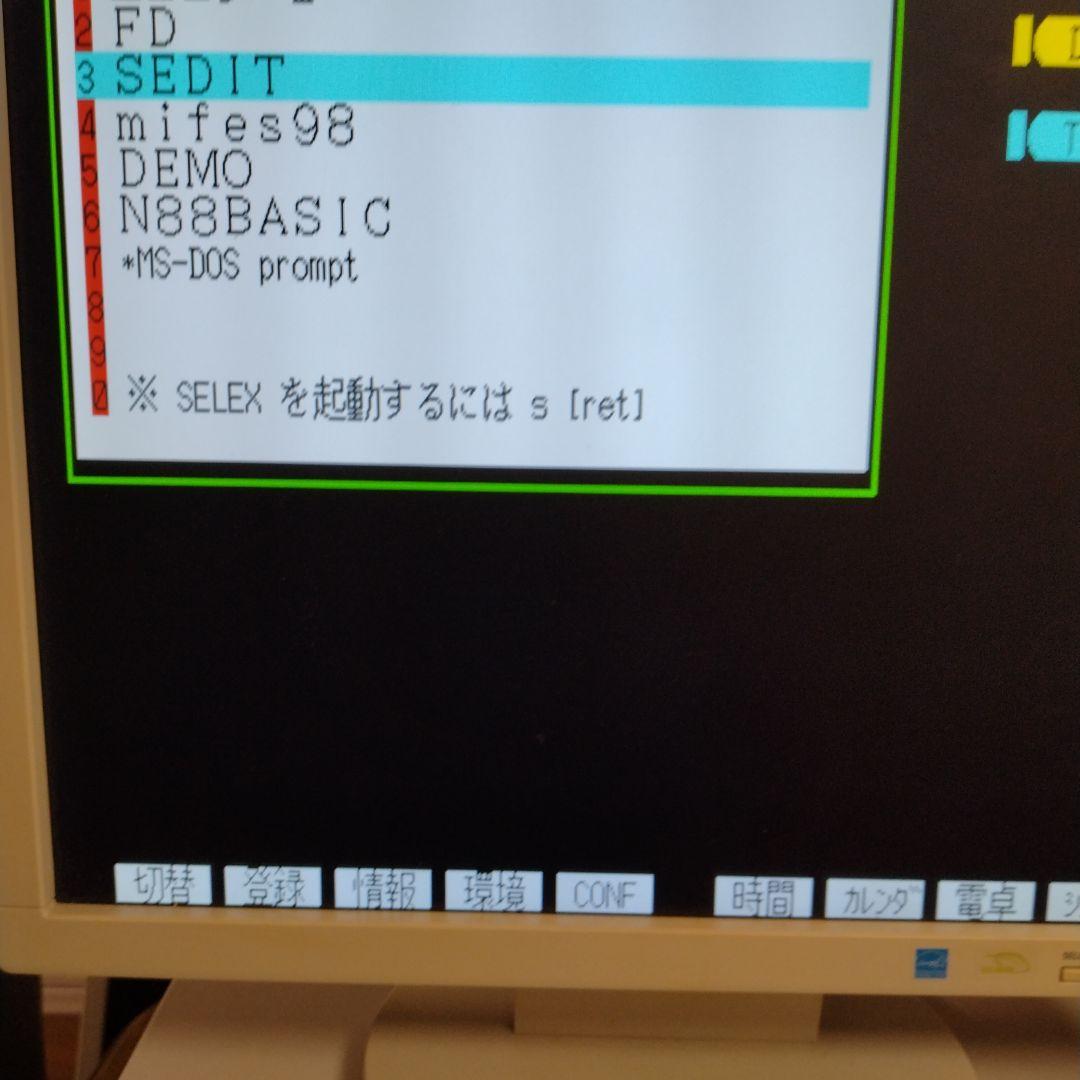 2 FD
3 SEDIT
4 mifes98
5 DEMO
6 N88BASIC
7 *MS-DOS prompt
8
9
0 ※ SELEX を起動するには s [ret]
切替 登録 情報 環境 CONF 時間 カレンダ 電卓